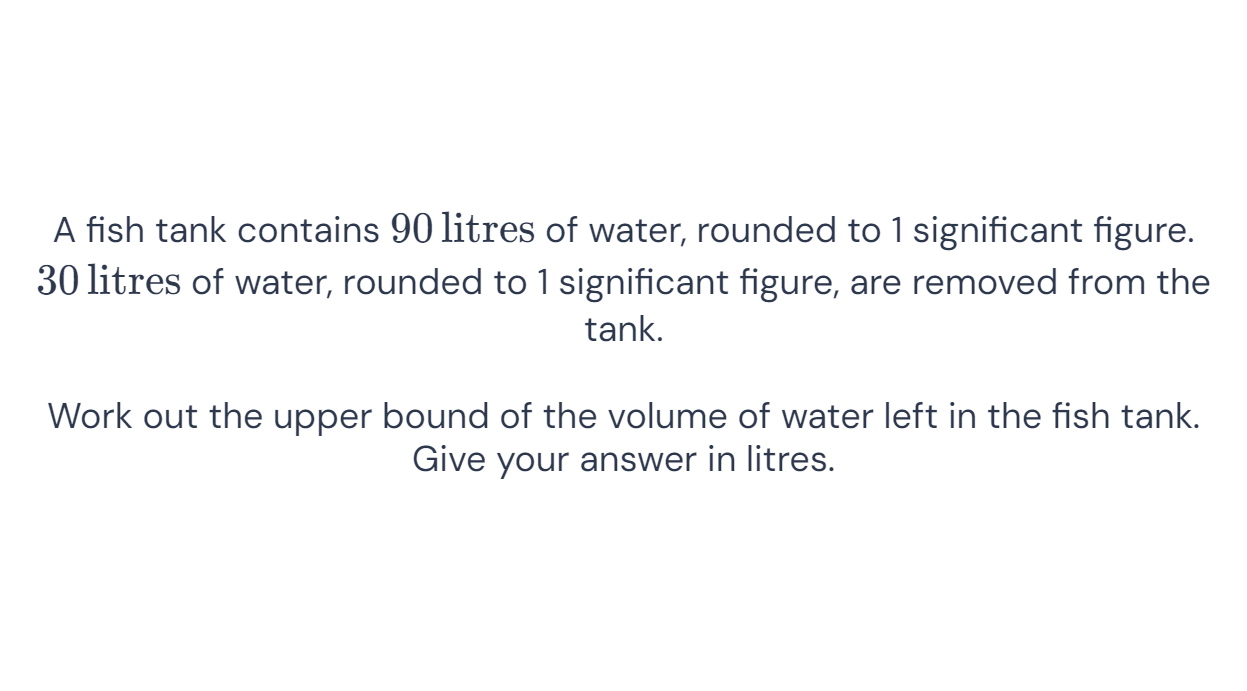 A fish tank contains 90 litres of water, rounded to 1 significant figure.
30 litres of water, rounded to 1 significant figure, are removed from the
tank.
Work out the upper bound of the volume of water left in the fish tank.
Give your answer in litres.